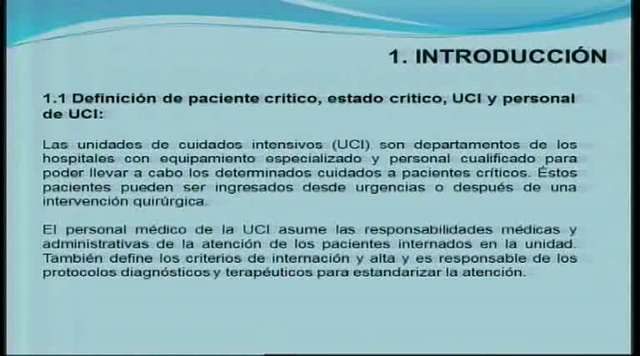 1. INTRODUCCIÓN
1.1 Definición de paciente critico, estado crítico, UCI y personal
de UCI:
Las unidades de cuidados intensivos (UCI) son departamentos de los
hospitales con equipamiento especializado y personal cualificado para
poder llevar a cabo los determinados cuidados a pacientes críticos. Éstos
pacientes pueden ser ingresados desde urgencias o después de una
intervención quirúrgica.
El personal médico de la UCI asume las responsabilidades médicas y
administrativas de la atención de los pacientes internados en la unidad.
También define los criterios de internación y alta y es responsable de los
protocolos diagnósticos y terapéuticos para estandarizar la atención.